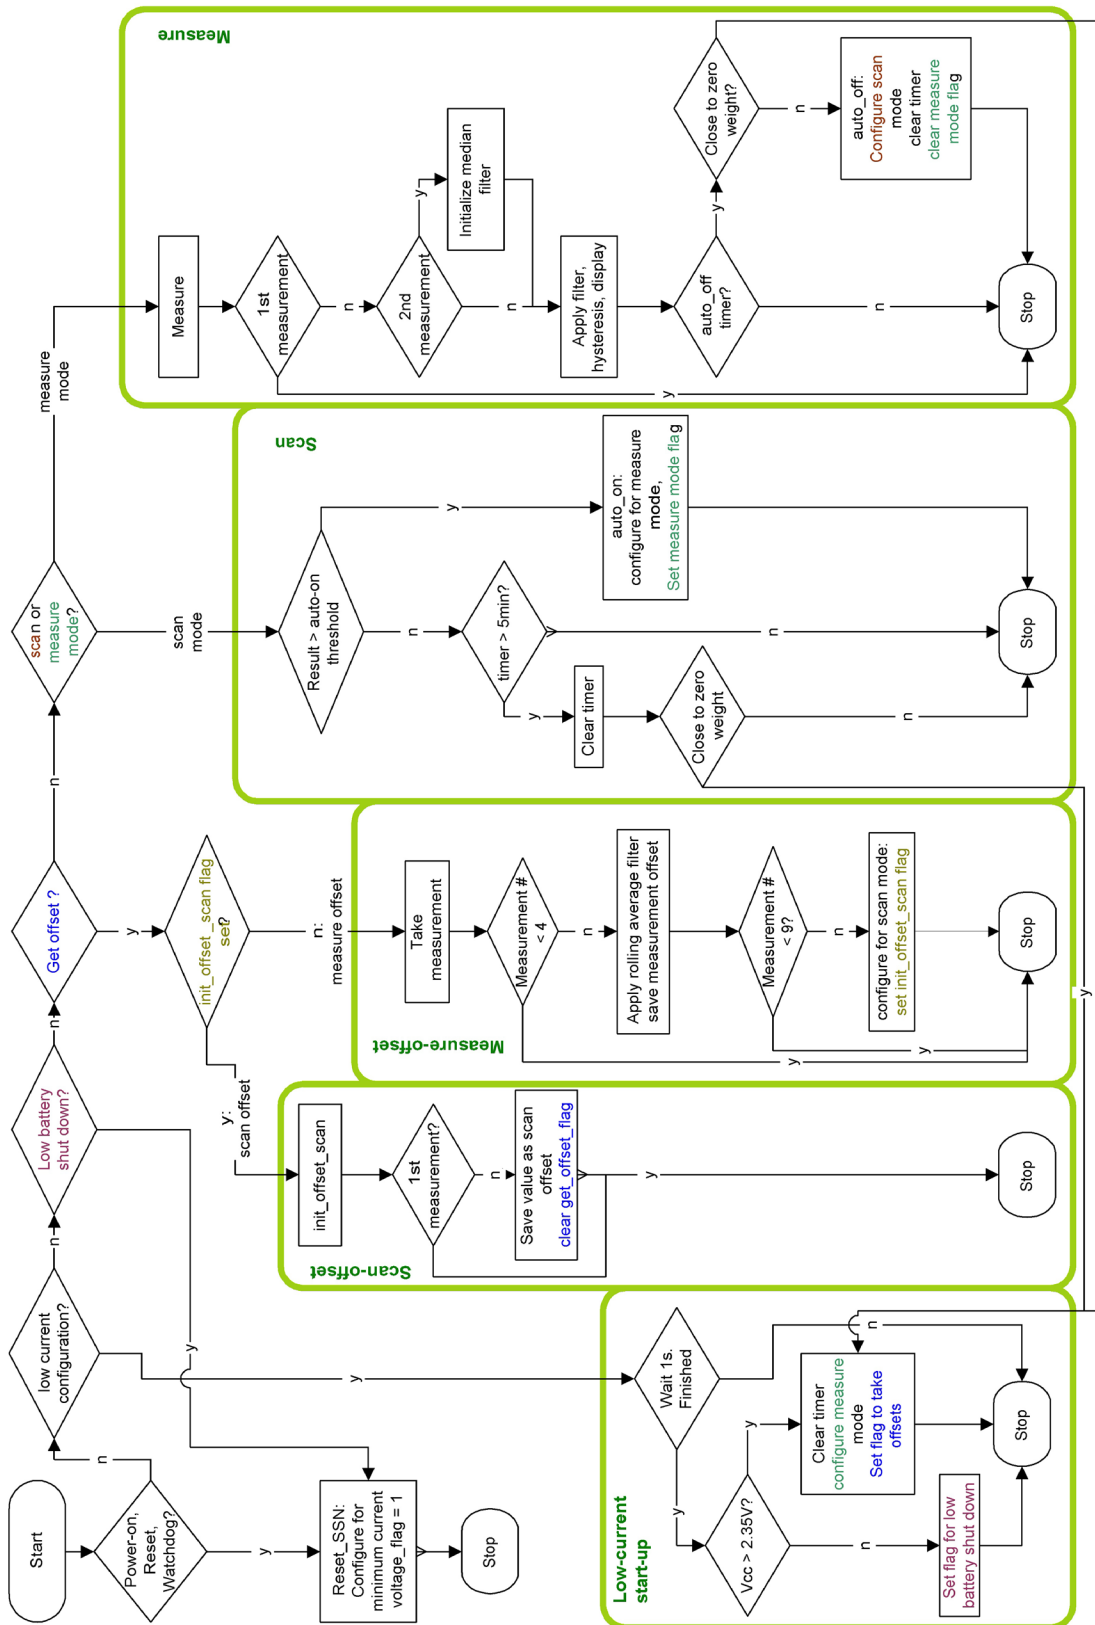 Start
Power-on,
Reset,
Watchdog?
n
y
Reset_SSN:
Configure for
minimum current
voltage_flag = 1
Stop
low current
configuration?
n
y
Low battery
shut down?
n
y
Get offset ?
n
y
scan or
measure
mode?
measure
mode
scan
mode
init_offset_scan flag
set?
y:
scan offset
n:
measure offset
Low-current
start-up
Wait 1s.
Finished
n
y
Vcc > 2.35V?
y
n
Clear timer
configure measure
mode
Set flag to take
offsets
Set flag for low
battery shut down
Stop
Scan-offset
init_offset_scan
1st
measurement?
n
Save value as scan
offset
clear get_offset_flag
y
Stop
Measure-offset
Take
measurement
Measurement #
< 4
n
y
Apply rolling average filter
save measurement offset
Measurement #
< 9?
n
y
configure for scan mode:
set init_offset_scan flag
Stop
Scan
Result > auto-on
threshold
y
n
auto_on:
configure for measure
mode,
Set measure mode flag
timer > 5min?
y
n
Clear timer
Close to zero
weight
n
y
Stop
Measure
Measure
1st
measurement
n
y
2nd
measurement
y
n
Initialize median
filter
Apply filter,
hysteresis, display
auto_off
timer?
y
n
Close to zero
weight?
n
auto_off:
Configure scan
mode
clear timer
clear measure
mode flag
Stop